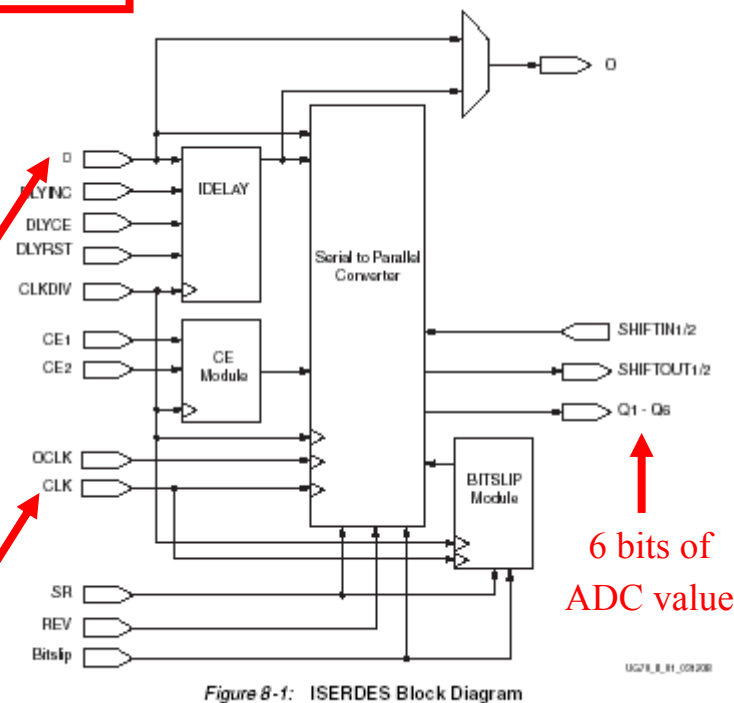 O
D
DLYINC
DLYCE
DLYRST
CLKDIV
CE1
CE2
OCLK
CLK
SR
REV
Bitslip
IDELAY
CE
Module
Serial to Parallel
Converter
BITSLIP
Module
SHIFTIN1/2
SHIFTOUT1/2
Q1 - Q6
6 bits of
ADC value
Figure 8-1: ISERDES Block Diagram